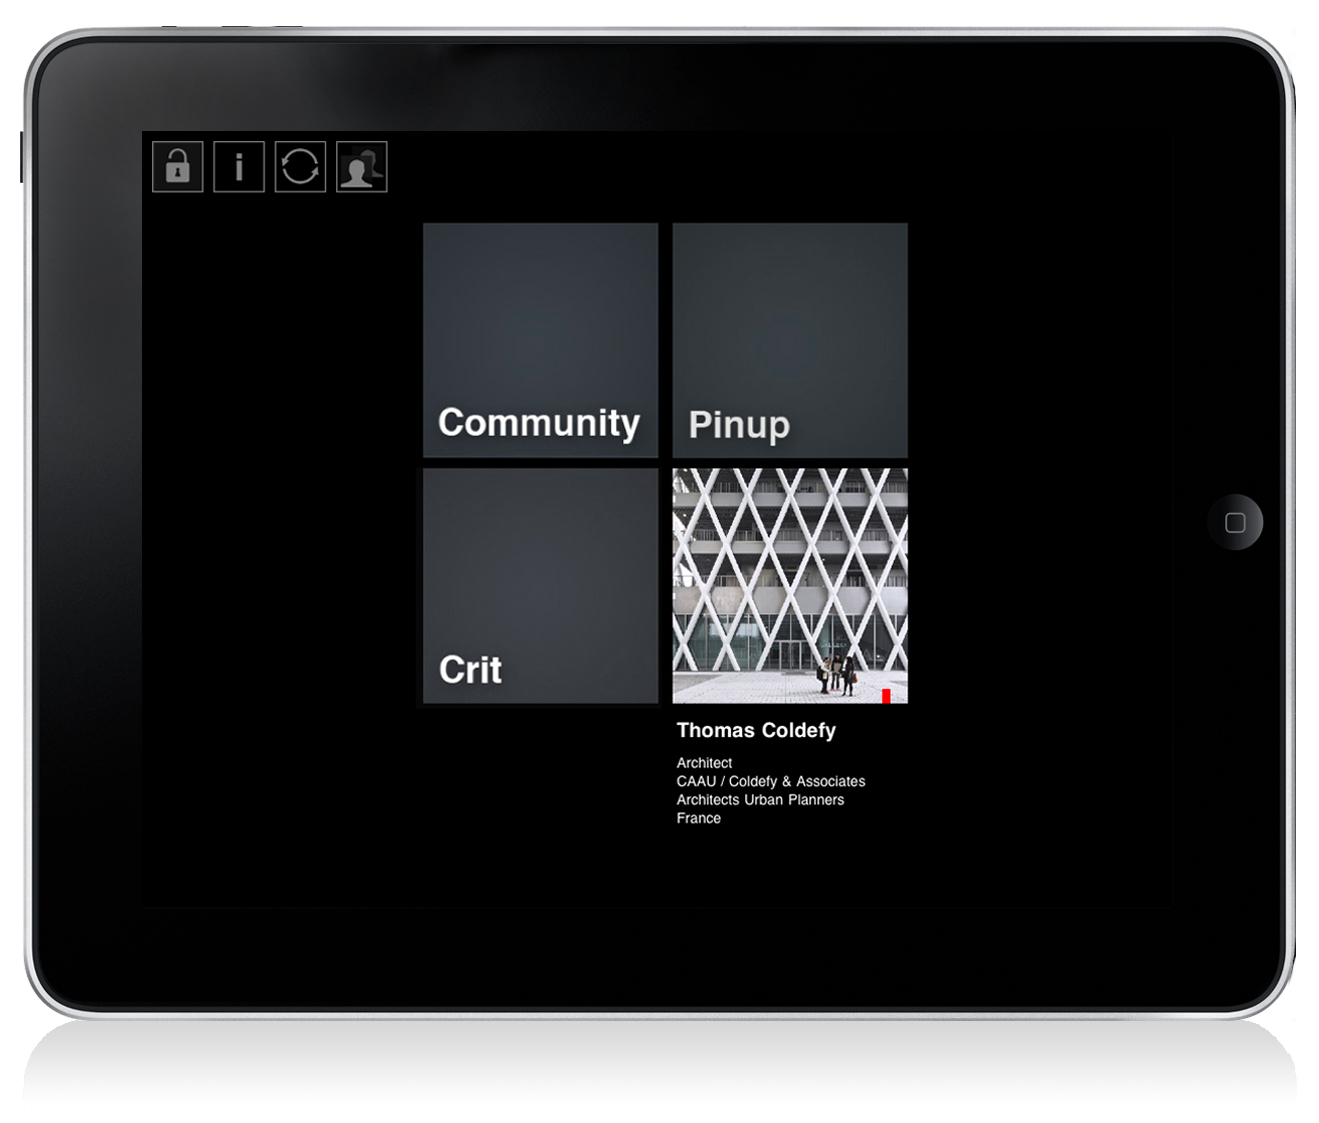 i
Community
Pinup
Crit
Thomas Coldefy
Architect
CAAU / Coldefy & Associates
Architects Urban Planners
France